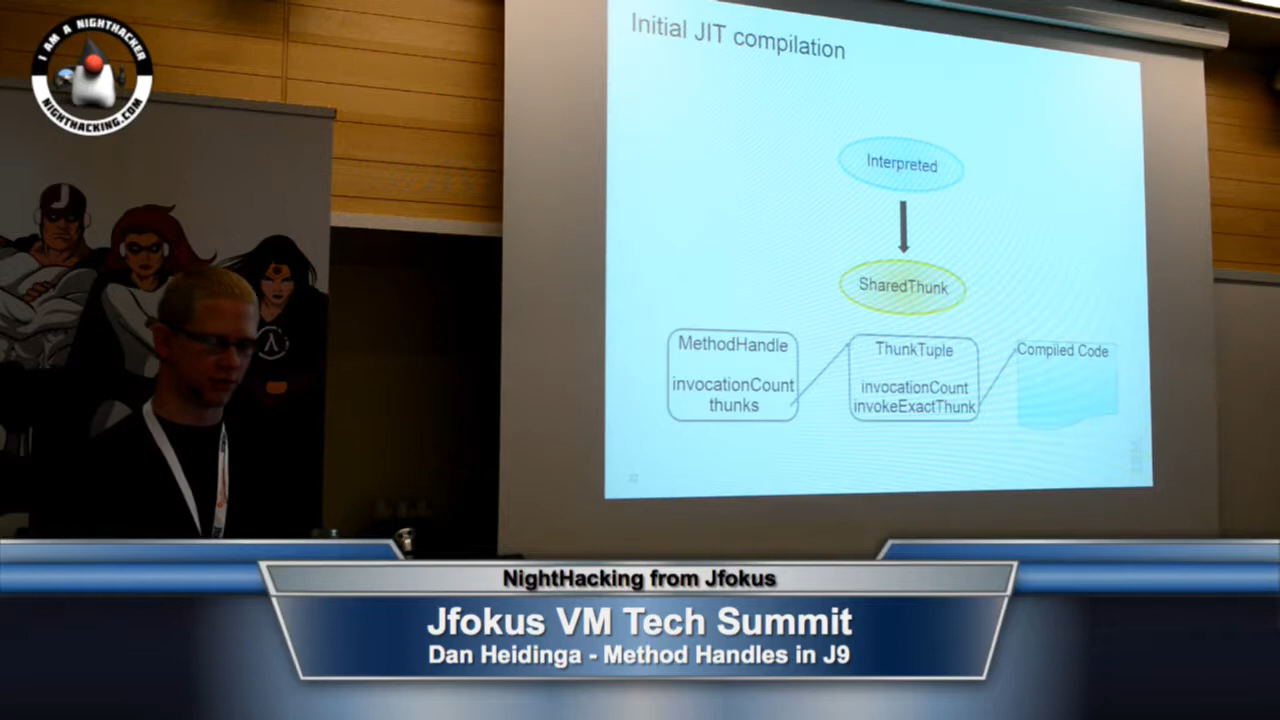 I AM A NIGHTHACKER
NIGHTHACKING.COM
Initial JIT compilation
Interpreted
SharedThunk
MethodHandle
invocationCount
thunks
ThunkTuple
invocationCount
invokeExactThunk
Compiled Code
NightHacking from Jfokus
Jfokus VM Tech Summit
Dan Heidinga - Method Handles in J9